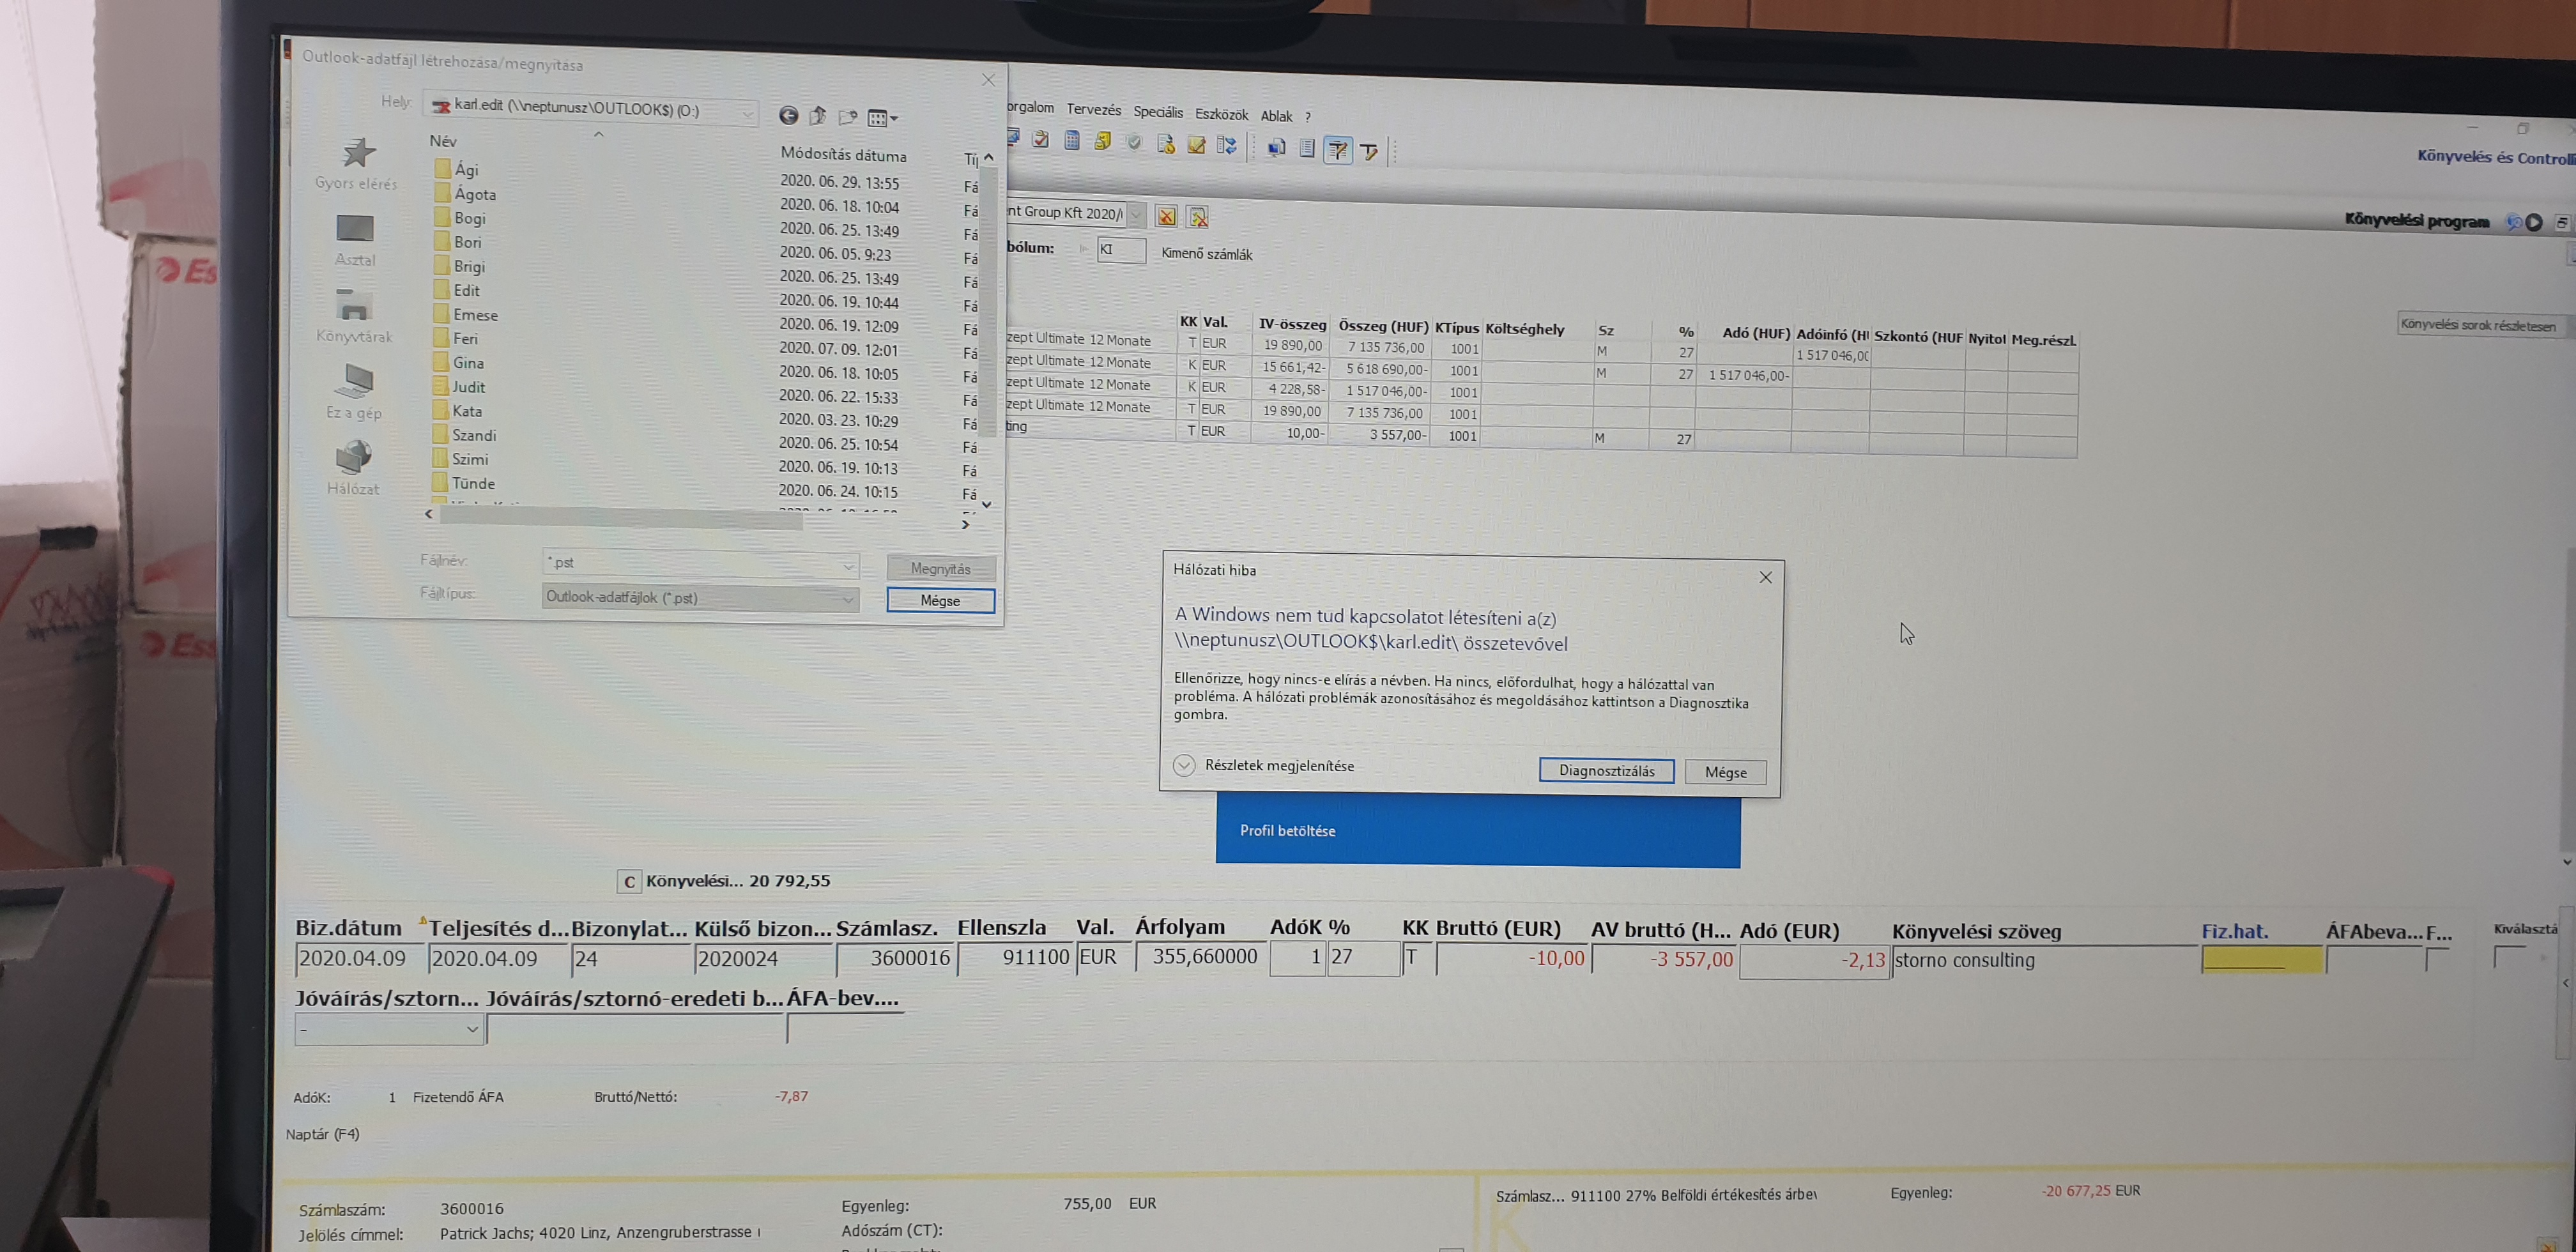 Outlook-adatfájl létrehozása/megnyitása
Hely: karl.edit (\\neptunusz\OUTLOOK$) (O:)
Név Módosítás dátuma Típ
Ági 2020. 06. 29. 13:55 Fá
Ágota 2020. 06. 18. 10:04 Fá
Bogi 2020. 06. 25. 13:49 Fá
Bori 2020. 06. 05. 9:23 Fá
Brigi 2020. 06. 25. 13:49 Fá
Edit 2020. 06. 19. 10:44 Fá
Emese 2020. 06. 19. 12:09 Fá
Feri 2020. 07. 09. 12:01 Fá
Gina 2020. 06. 18. 10:05 Fá
Judit 2020. 06. 22. 15:33 Fá
Kata 2020. 03. 23. 10:29 Fá
Szandi 2020. 06. 25. 10:54 Fá
Szimi 2020. 06. 19. 10:13 Fá
Tünde 2020. 06. 24. 10:15 Fá
Gyors elérés
Asztal
Könyvtárak
Ez a gép
Hálózat
Fájlnév: *.pst Megnyitás
Fájltípus: Outlook-adatfájlok (*.pst) Mégse
orgalom Tervezés Speciális Eszközök Ablak ?
Könyvelés és Controlli
Könyvelési program
nt Group Kft 2020/
bólum: KI Kimenő számlák
Könyvelési sorok részletesen
KK Val. IV-összeg Összeg (HUF) KTípus Költséghely Sz % Adó (HUF) Adóinfó (H Szkontó (HUF Nyitol Meg.részl.
zept Ultimate 12 Monate T EUR 19 890,00 7 135 736,00 1001 M 27 1 517 046,00
zept Ultimate 12 Monate K EUR 15 661,42- 5 618 690,00- 1001 M 27 1 517 046,00-
zept Ultimate 12 Monate K EUR 4 228,58- 1 517 046,00- 1001
zept Ultimate 12 Monate T EUR 19 890,00 7 135 736,00 1001
ting T EUR 10,00- 3 557,00- 1001 M 27
Hálózati hiba
A Windows nem tud kapcsolatot létesíteni a(z)
\\neptunusz\OUTLOOK$\karl.edit\ összetevővel
Ellenőrizze, hogy nincs-e elírás a névben. Ha nincs, előfordulhat, hogy a hálózattal van
probléma. A hálózati problémák azonosításához és megoldásához kattintson a Diagnosztika
gombra.
Részletek megjelenítése Diagnosztizálás Mégse
Profil betöltése
C Könyvelési... 20 792,55
Biz.dátum Teljesítés d... Bizonylat... Külső bizon... Számlasz. Ellenszla Val. Árfolyam AdóK % KK Bruttó (EUR) AV bruttó (H... Adó (EUR) Könyvelési szöveg Fiz.hat. ÁFAbeva... F... Kiválasztá
2020.04.09 2020.04.09 24 2020024 3600016 911100 EUR 355,660000 1 27 T -10,00 -3 557,00 -2,13 storno consulting
Jóváírás/sztorn... Jóváírás/sztornó-eredeti b... ÁFA-bev....
-
AdóK: 1 Fizetendő ÁFA Bruttó/Nettó: -7,87
Naptár (F4)
Számlaszám: 3600016 Egyenleg: 755,00 EUR
Jelölés címmel: Patrick Jachs; 4020 Linz, Anzengruberstrasse Adószám (CT):
Számlasz... 911100 27% Belföldi értékesítés árbev Egyenleg: -20 677,25 EUR
Es
Ess